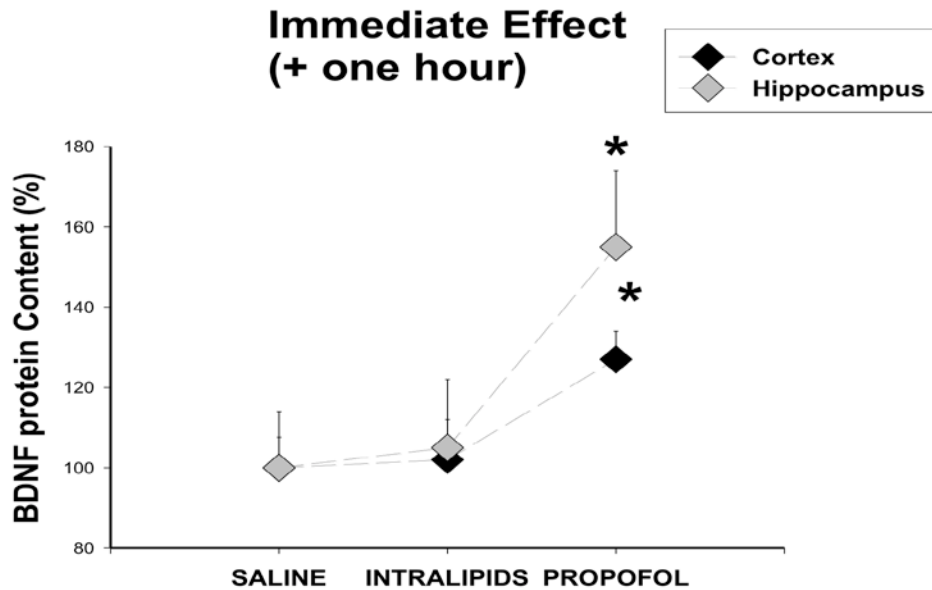 Immediate Effect
(+ one hour)
Cortex
Hippocampus
BDNF protein Content (%)
180
160
140
120
100
80
*
*
SALINE INTRALIPIDS PROPOFOL